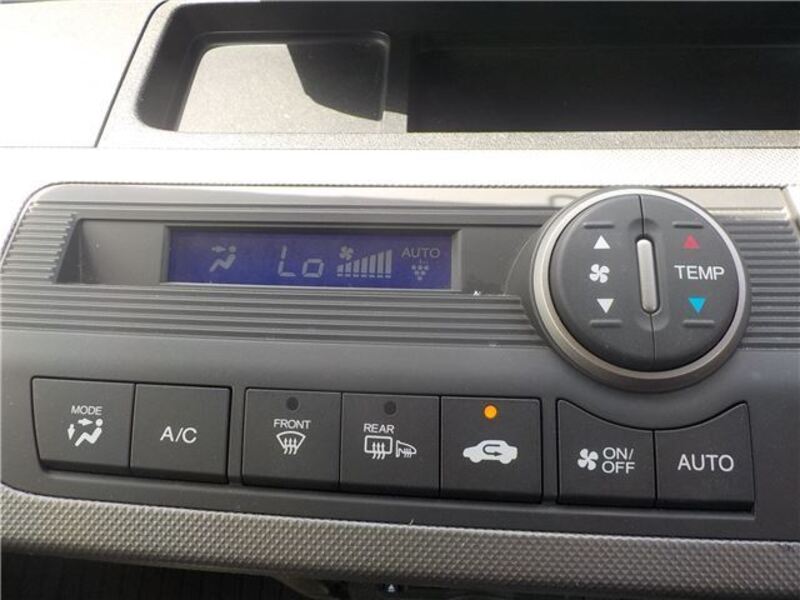 Lo AUTO
TEMP
MODE
A/C
FRONT
REAR
ON/
OFF
AUTO